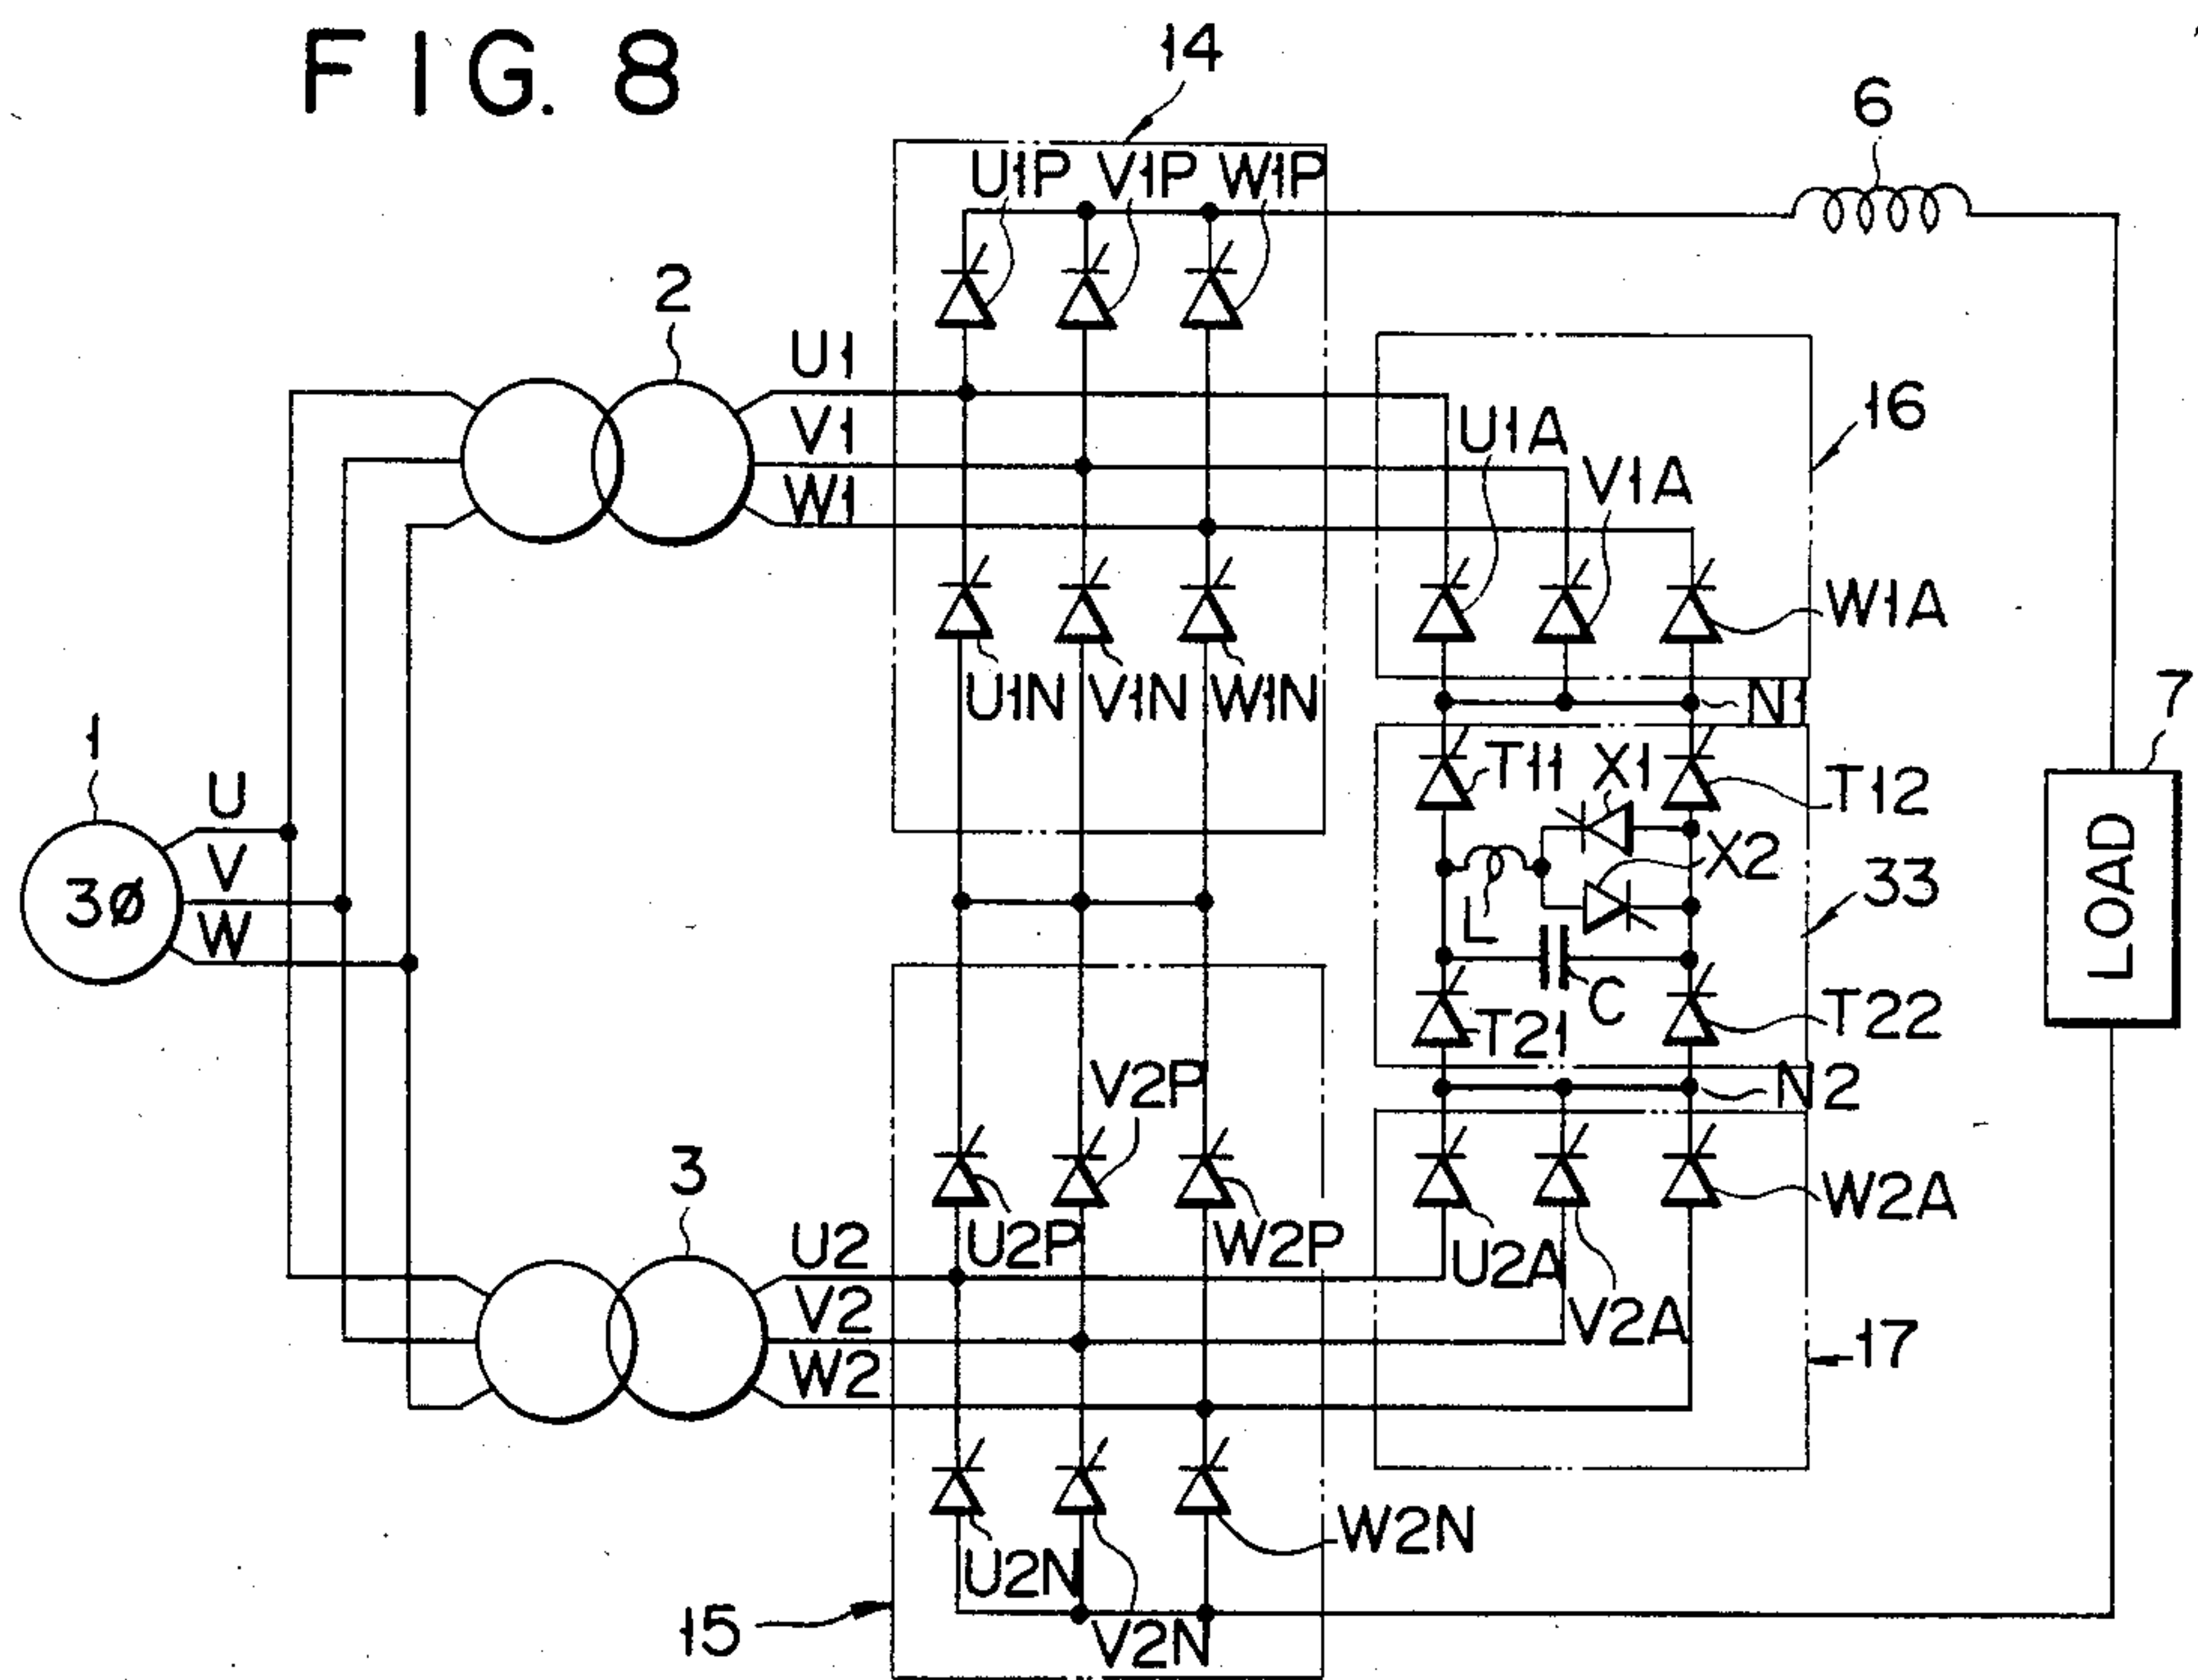 FIG. 8
14
6
U1P V1P W1P
2
U1
V1
W1
16
U1A
V1A
W1A
U1N V1N W1N
N1
7
1
U
V
W
3ø
T11 X1
T12
X2
33
LOAD
L
C
T21
T22
V2P
N2
3
U2P
W2P
W2A
U2
V2
W2
U2A
V2A
17
W2N
U2N
15
V2N